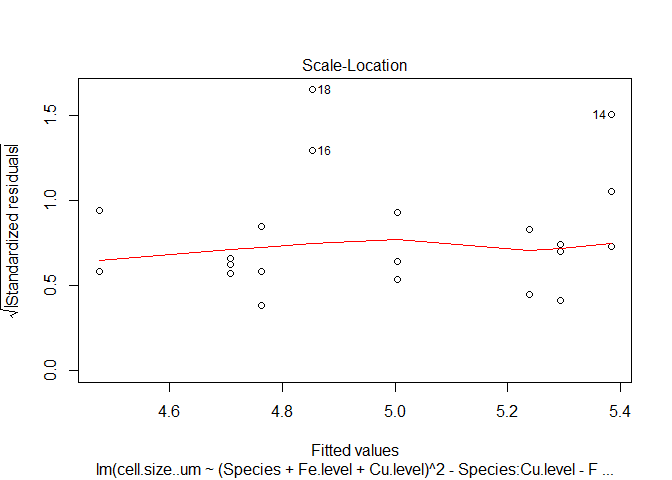 Scale-Location
√|Standardized residuals|
1.5
1.0
0.5
0.0
18
16
14
4.6 4.8 5.0 5.2 5.4
Fitted values
lm(cell.size..um ~ (Species + Fe.level + Cu.level)^2 - Species:Cu.level - F ...